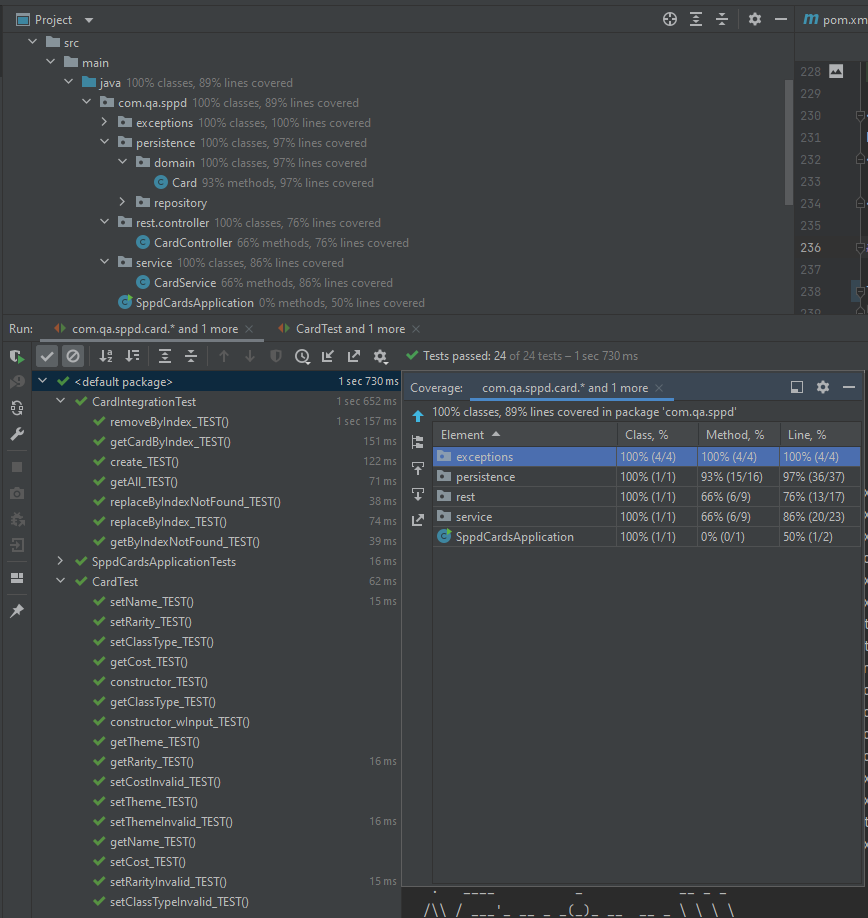 Project
pom.xm
src
main
java 100% classes, 89% lines covered
com.qa.sppd 100% classes, 89% lines covered
exceptions 100% classes, 100% lines covered
persistence 100% classes, 97% lines covered
domain 100% classes, 97% lines covered
Card 93% methods, 97% lines covered
repository
rest.controller 100% classes, 76% lines covered
CardController 66% methods, 76% lines covered
service 100% classes, 86% lines covered
CardService 66% methods, 86% lines covered
SppdCardsApplication 0% methods, 50% lines covered
228
229
230
231
232
233
234
235
236
237
238
239
Run: com.qa.sppd.card.* and 1 more CardTest and 1 more
Tests passed: 24 of 24 tests – 1 sec 730 ms
<default package> 1 sec 730 ms
CardIntegrationTest 1 sec 652 ms
removeByIndex_TEST() 1 sec 157 ms
getCardByIndex_TEST() 151 ms
create_TEST() 122 ms
getAll_TEST() 71 ms
replaceByIndexNotFound_TEST() 38 ms
replaceByIndex_TEST() 74 ms
getByIndexNotFound_TEST() 39 ms
SppdCardsApplicationTests 16 ms
CardTest 62 ms
setName_TEST() 15 ms
setRarity_TEST()
setClassType_TEST()
getCost_TEST()
constructor_TEST()
getClassType_TEST()
constructor_wInput_TEST()
getTheme_TEST()
getRarity_TEST() 16 ms
setCostInvalid_TEST()
setTheme_TEST()
setThemeInvalid_TEST() 16 ms
getName_TEST()
setCost_TEST()
setRarityInvalid_TEST() 15 ms
setClassTypeInvalid_TEST()
Coverage: com.qa.sppd.card.* and 1 more
100% classes, 89% lines covered in package 'com.qa.sppd'
Element Class, % Method, % Line, %
exceptions 100% (4/4) 100% (4/4) 100% (4/4)
persistence 100% (1/1) 93% (15/16) 97% (36/37)
rest 100% (1/1) 66% (6/9) 76% (13/17)
service 100% (1/1) 66% (6/9) 86% (20/23)
SppdCardsApplication 100% (1/1) 0% (0/1) 50% (1/2)